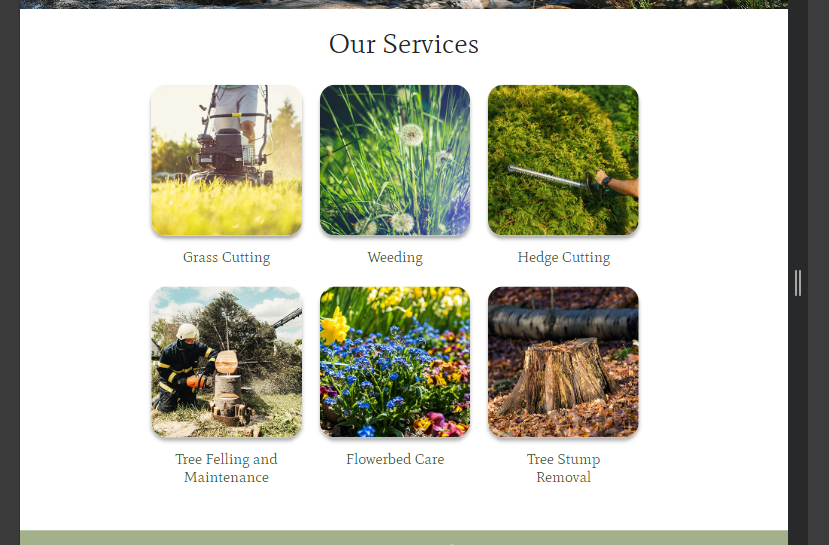 Our Services
Grass Cutting
Weeding
Hedge Cutting
Tree Felling and
Maintenance
Flowerbed Care
Tree Stump
Removal